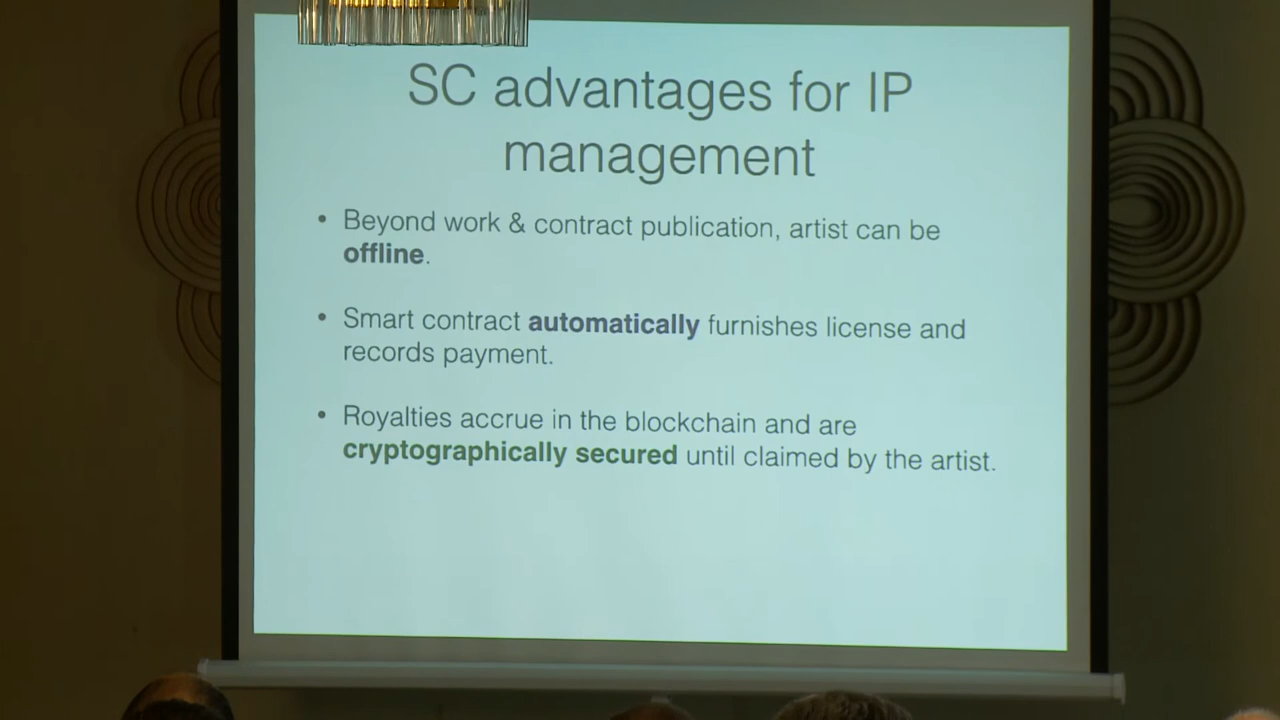 SC advantages for IP
management
• Beyond work & contract publication, artist can be
offline.
• Smart contract automatically furnishes license and
records payment.
• Royalties accrue in the blockchain and are
cryptographically secured until claimed by the artist.